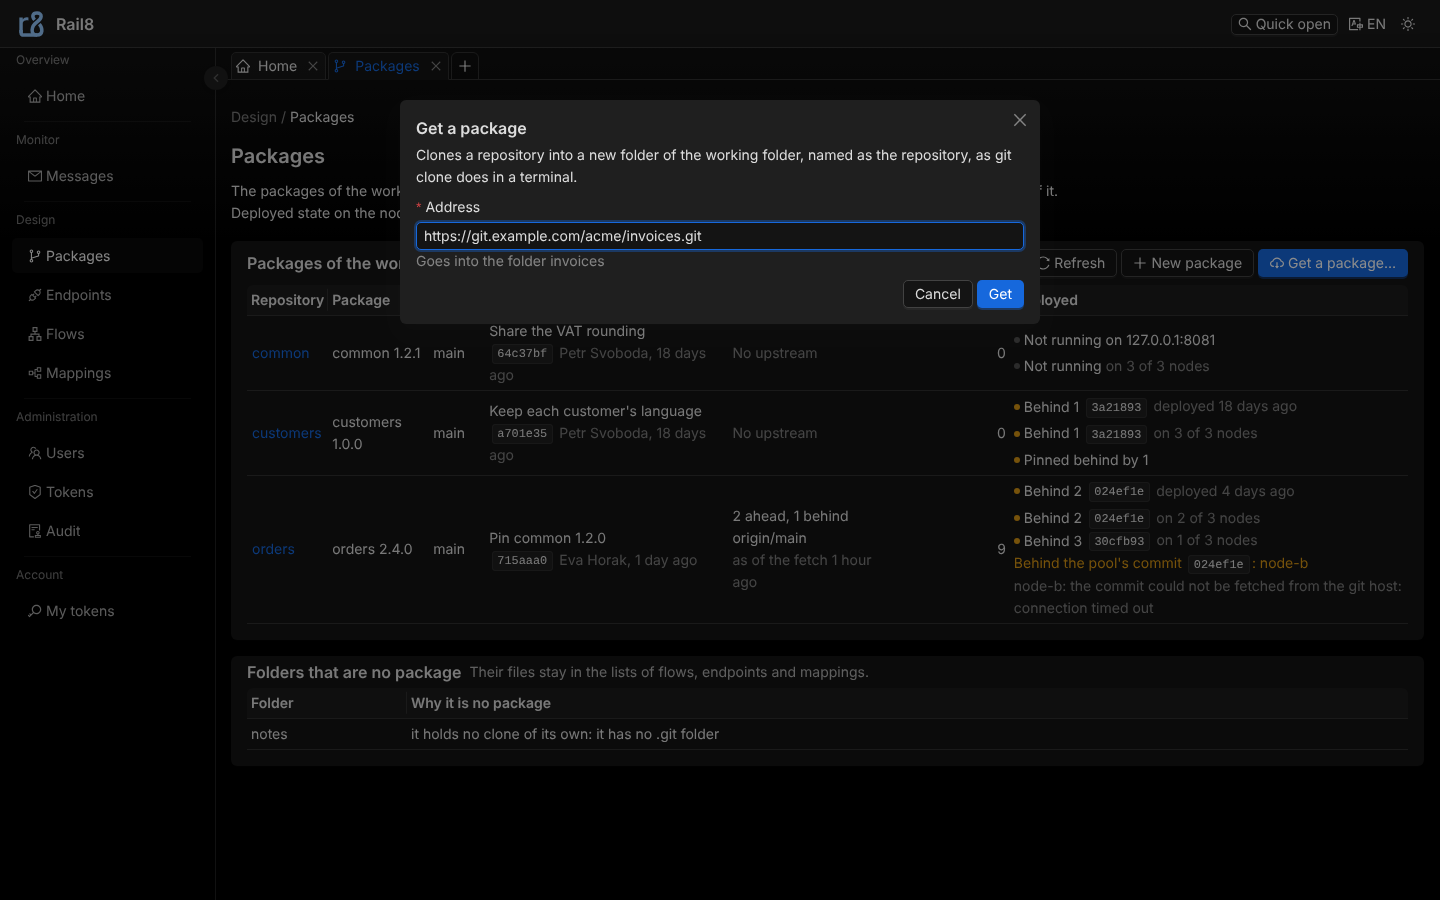 Rail8
Quick open
EN
Overview
Home
Monitor
Messages
Design
Packages
Endpoints
Flows
Mappings
Administration
Users
Tokens
Audit
Account
My tokens
Home
Packages
Design / Packages
Packages
The packages of the work
f it.
Deployed state on the noc
Get a package
Clones a repository into a new folder of the working folder, named as the repository, as git
clone does in a terminal.
* Address
https://git.example.com/acme/invoices.git
Goes into the folder invoices
Cancel
Get
Packages of the wor
Refresh
New package
Get a package...
Repository Package
ployed
common
common 1.2.1
main
Share the VAT rounding
64c37bf Petr Svoboda, 18 days
ago
No upstream
0
Not running on 127.0.0.1:8081
Not running on 3 of 3 nodes
customers
customers
1.0.0
main
Keep each customer's language
a701e35 Petr Svoboda, 18 days
ago
No upstream
0
Behind 1 3a21893 deployed 18 days ago
Behind 1 3a21893 on 3 of 3 nodes
Pinned behind by 1
orders
orders 2.4.0
main
Pin common 1.2.0
715aaa0 Eva Horak, 1 day ago
2 ahead, 1 behind
origin/main
as of the fetch 1 hour
ago
9
Behind 2 024ef1e deployed 4 days ago
Behind 2 024ef1e on 2 of 3 nodes
Behind 3 30cfb93 on 1 of 3 nodes
Behind the pool's commit 024ef1e : node-b
node-b: the commit could not be fetched from the git host:
connection timed out
Folders that are no package Their files stay in the lists of flows, endpoints and mappings.
Folder
Why it is no package
notes
it holds no clone of its own: it has no .git folder